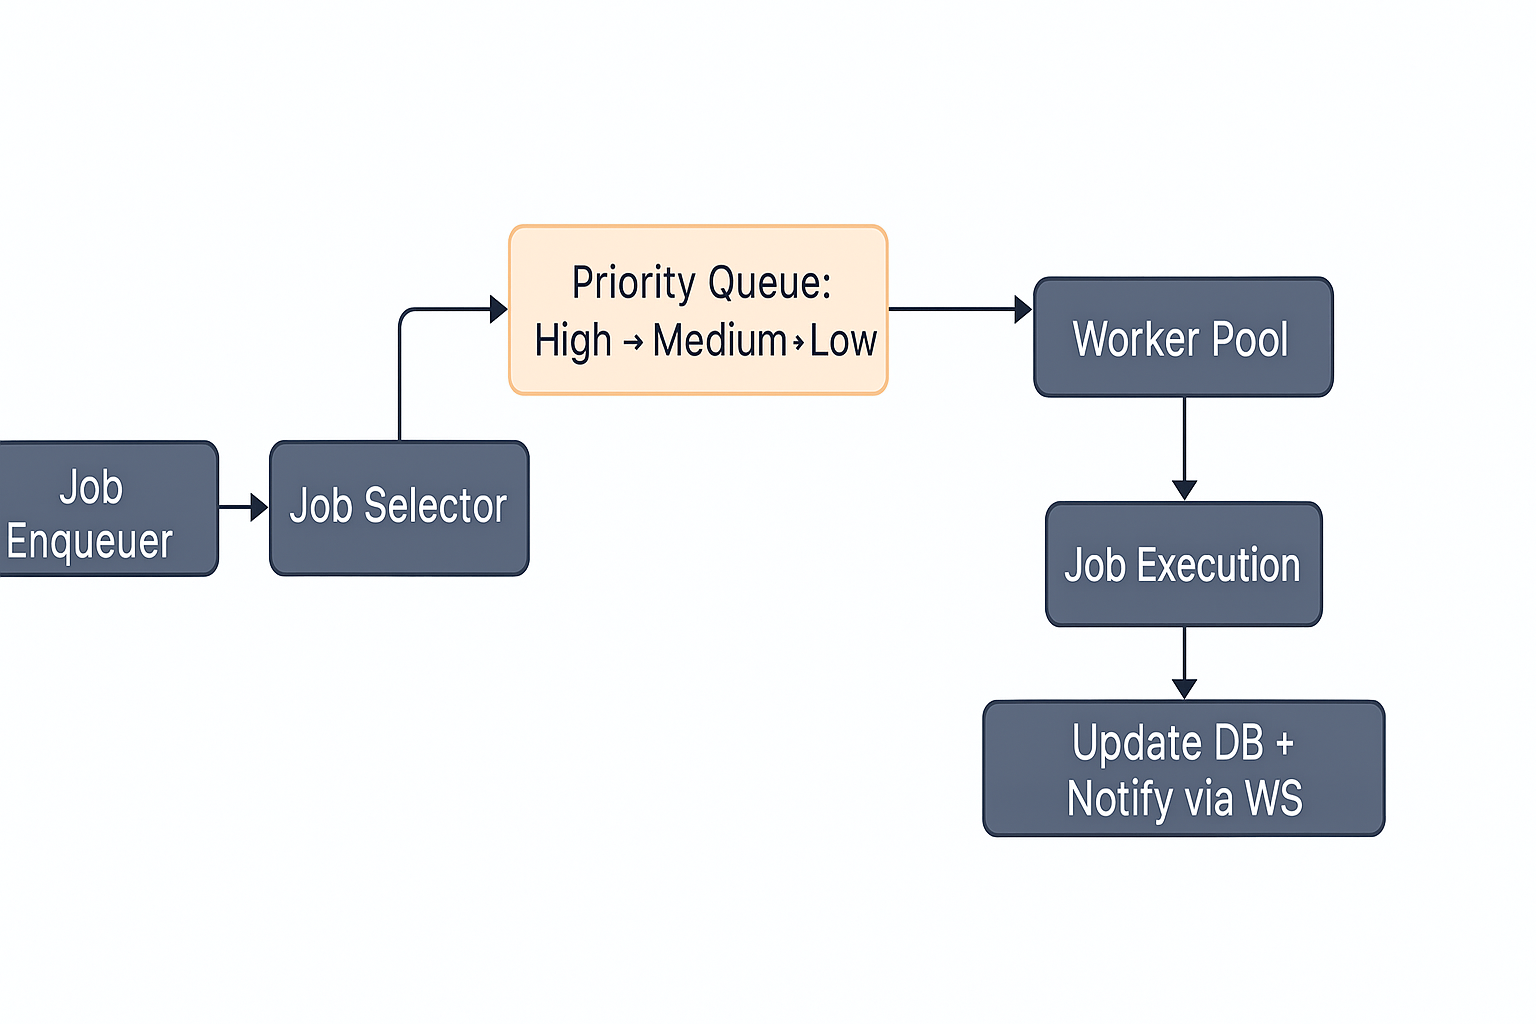 Priority Queue:
High → Medium → Low
Worker Pool
Job
Enqueuer
Job Selector
Job Execution
Update DB +
Notify via WS